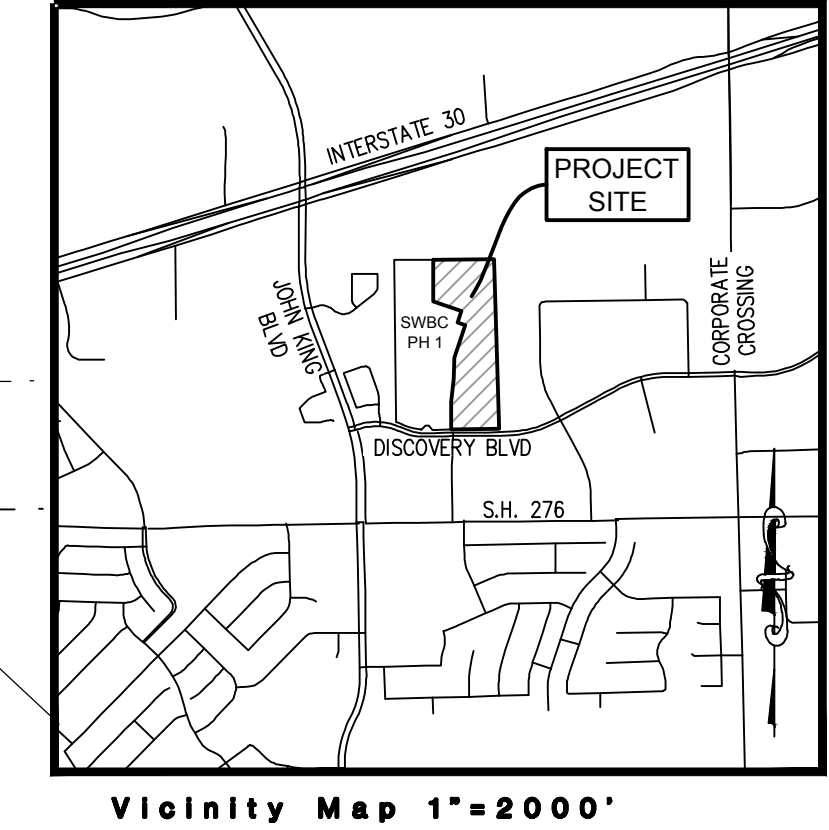 INTERSTATE 30
PROJECT
SITE
JOHN KING
BLVD
SWBC
PH 1
CORPORATE
CROSSING
DISCOVERY BLVD
S.H. 276
Vicinity Map 1"=2000'